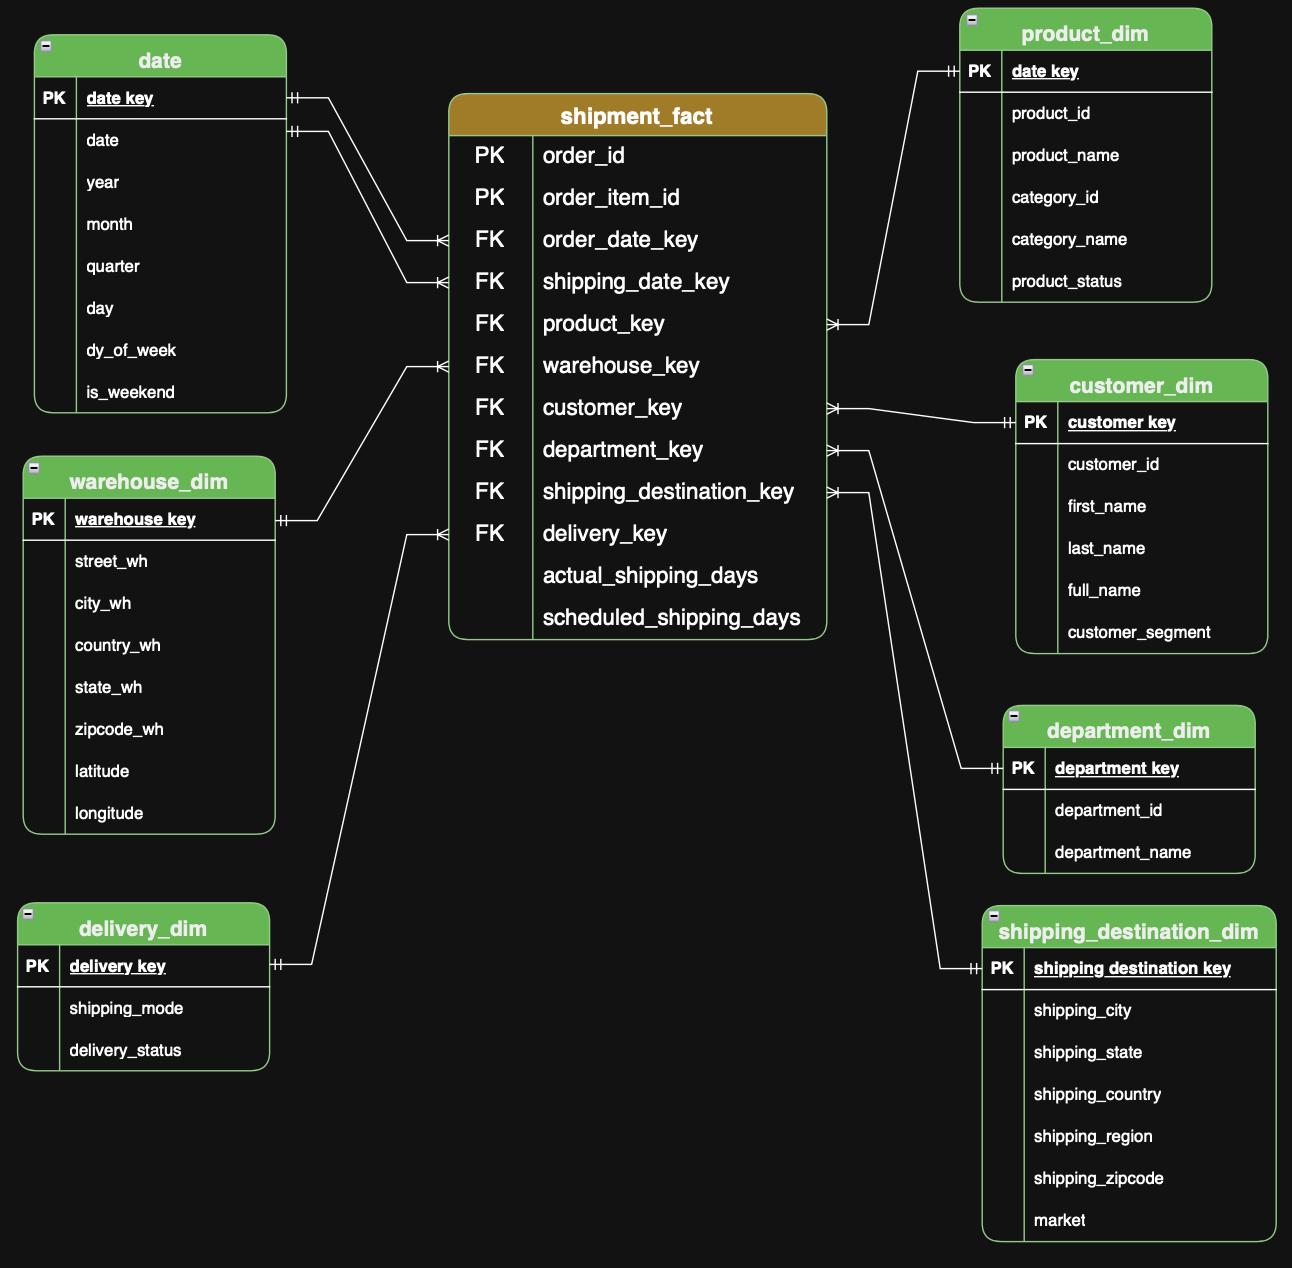 date
PK date key
date
year
month
quarter
day
dy_of_week
is_weekend
warehouse_dim
PK warehouse key
street_wh
city_wh
country_wh
state_wh
zipcode_wh
latitude
longitude
delivery_dim
PK delivery key
shipping_mode
delivery_status
shipment_fact
PK order_id
PK order_item_id
FK order_date_key
FK shipping_date_key
FK product_key
FK warehouse_key
FK customer_key
FK department_key
FK shipping_destination_key
FK delivery_key
actual_shipping_days
scheduled_shipping_days
product_dim
PK date key
product_id
product_name
category_id
category_name
product_status
customer_dim
PK customer key
customer_id
first_name
last_name
full_name
customer_segment
department_dim
PK department key
department_id
department_name
shipping_destination_dim
PK shipping destination key
shipping_city
shipping_state
shipping_country
shipping_region
shipping_zipcode
market